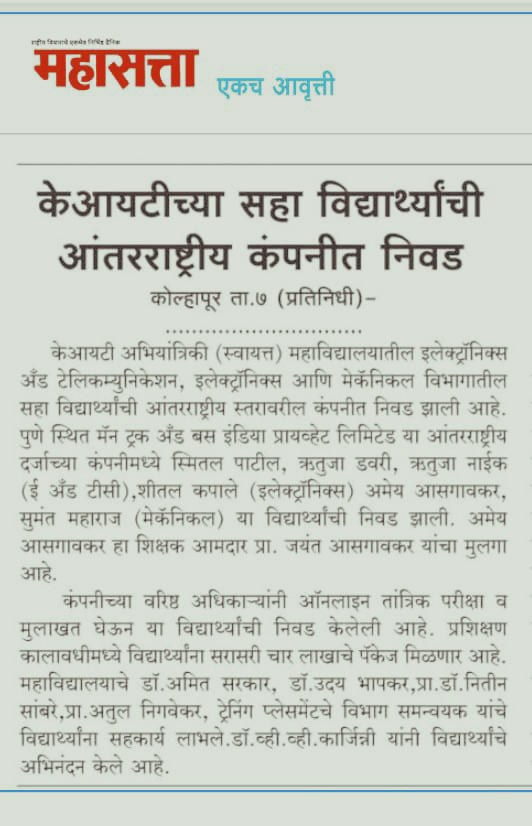 राष्ट्रीय विचाराचे एकमेव निर्भिड दैनिक
महासत्ता
एकच आवृत्ती
केआयटीच्या सहा विद्यार्थ्यांची
आंतरराष्ट्रीय कंपनीत निवड
कोल्हापूर ता.७ (प्रतिनिधी)-
..............................
केआयटी अभियांत्रिकी (स्वायत्त) महाविद्यालयातील इलेक्ट्रॉनिक्स
अँड टेलिकम्युनिकेशन, इलेक्ट्रॉनिक्स आणि मेकॅनिकल विभागातील
सहा विद्यार्थ्यांची आंतरराष्ट्रीय स्तरावरील कंपनीत निवड झाली आहे.
पुणे स्थित मॅन ट्रक अँड बस इंडिया प्रायव्हेट लिमिटेड या आंतरराष्ट्रीय
दर्जाच्या कंपनीमध्ये स्मितल पाटील, ऋतुजा डवरी, ऋतुजा नाईक
(ई अँड टीसी),शीतल कपाले (इलेक्ट्रॉनिक्स) अमेय आसगावकर,
सुमंत महाराज (मेकॅनिकल) या विद्यार्थ्यांची निवड झाली. अमेय
आसगावकर हा शिक्षक आमदार प्रा. जयंत आसगावकर यांचा मुलगा
आहे.
कंपनीच्या वरिष्ठ अधिकाऱ्यांनी ऑनलाइन तांत्रिक परीक्षा व
मुलाखत घेऊन या विद्यार्थ्यांची निवड केलेली आहे. प्रशिक्षण
कालावधीमध्ये विद्यार्थ्यांना सरासरी चार लाखाचे पॅकेज मिळणार आहे.
महाविद्यालयाचे डॉ.अमित सरकार, डॉ.उदय भापकर,प्रा.डॉ.नितीन
सांबरे,प्रा.अतुल निगवेकर, ट्रेनिंग प्लेसमेंटचे विभाग समन्वयक यांचे
विद्यार्थ्यांना सहकार्य लाभले.डॉ.व्ही.व्ही.कार्जिन्नी यांनी विद्यार्थ्यांचे
अभिनंदन केले आहे.